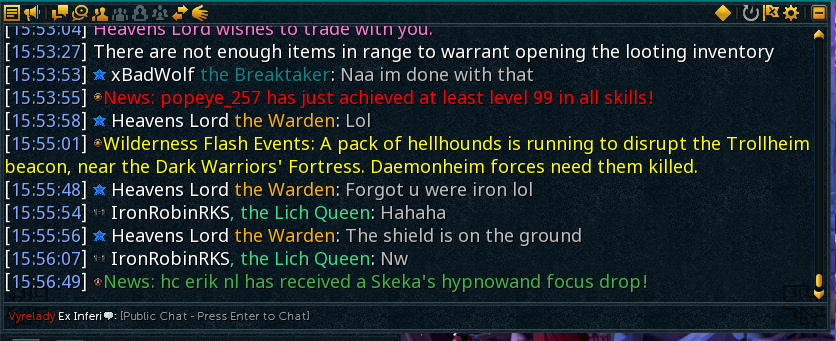 [15:53:04] Heavens Lord wishes to trade with you.
[15:53:27] There are not enough items in range to warrant opening the looting inventory
[15:53:53] xBadWolf the Breaktaker: Naa im done with that
[15:53:55] News: popeye_257 has just achieved at least level 99 in all skills!
[15:53:58] Heavens Lord the Warden: Lol
[15:55:01] Wilderness Flash Events: A pack of hellhounds is running to disrupt the Trollheim
beacon, near the Dark Warriors' Fortress. Daemonheim forces need them killed.
[15:55:48] Heavens Lord the Warden: Forgot u were iron lol
[15:55:54] IronRobinRKS, the Lich Queen: Hahaha
[15:55:56] Heavens Lord the Warden: The shield is on the ground
[15:56:07] IronRobinRKS, the Lich Queen: Nw
[15:56:49] News: hc erik nl has received a Skeka's hypnowand focus drop!
Vyrelady Ex Inferi: [Public Chat - Press Enter to Chat]